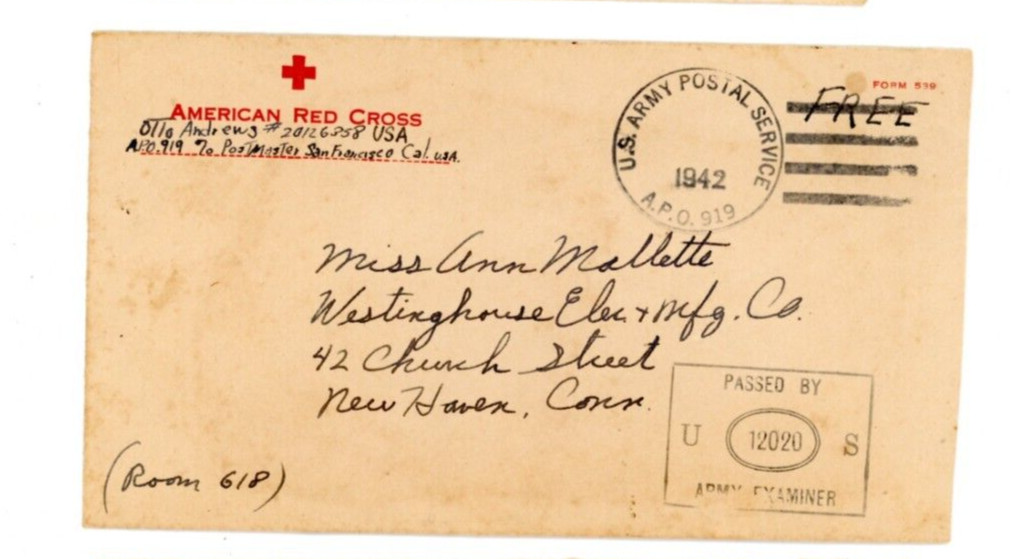 AMERICAN RED CROSS
Otto Andrews # 20126858 USA
A.P.O. 919 % PostMaster San Francisco Cal. USA.
U.S. ARMY POSTAL SERVICE
1942
A.P.O. 919
FORM 539
FREE
Miss Ann Mallette
Westinghouse Elec. + Mfg. Co.
42 Church Street
New Haven, Conn.
(Room 618)
PASSED BY
U 12020 S
ARMY EXAMINER